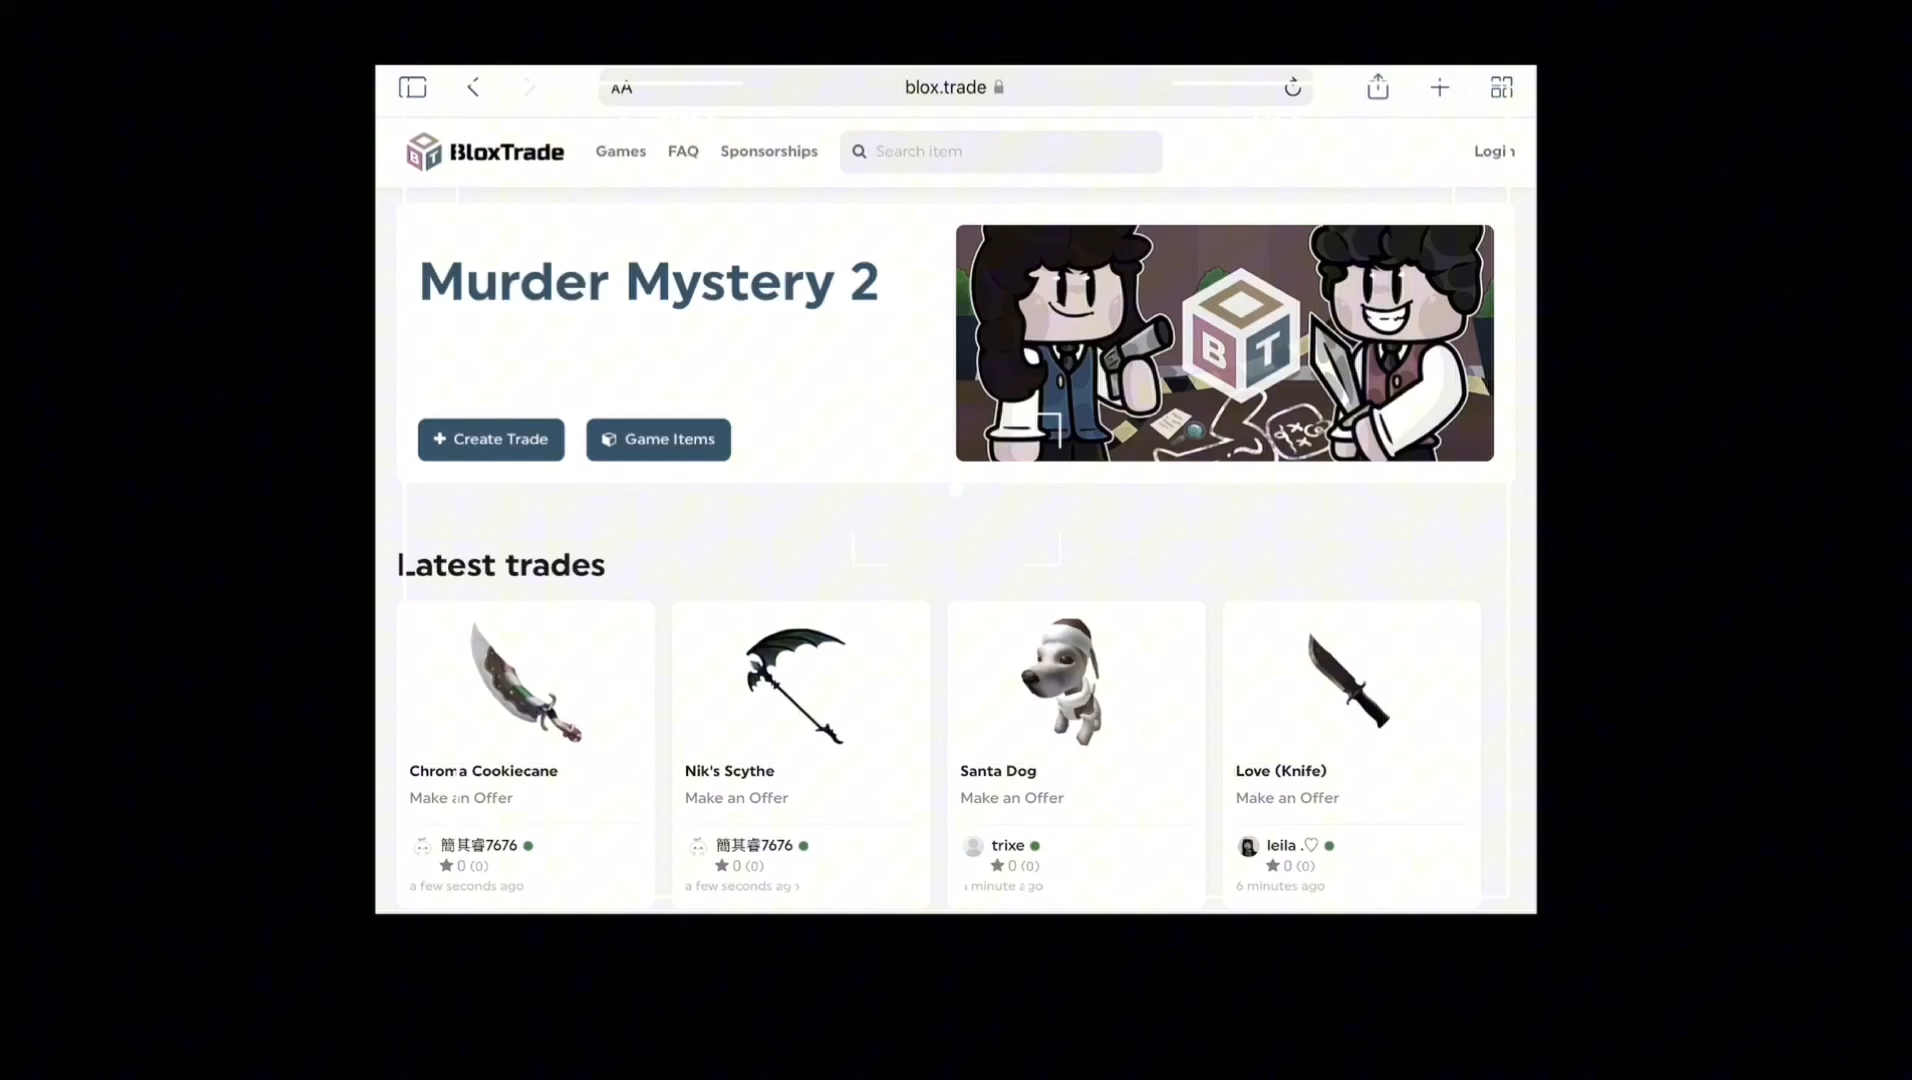 AA
blox.trade
BT
BloxTrade
Games
FAQ
Sponsorships
Search item
Login
Murder Mystery 2
Create Trade
Game Items
B T
Latest trades
Chroma Cookiecane
Make an Offer
簡其睿7676
0 (0)
a few seconds ago
Nik's Scythe
Make an Offer
簡其睿7676
0 (0)
a few seconds ago
Santa Dog
Make an Offer
trixe
0 (0)
a minute ago
Love (Knife)
Make an Offer
leila .♡
0 (0)
6 minutes ago